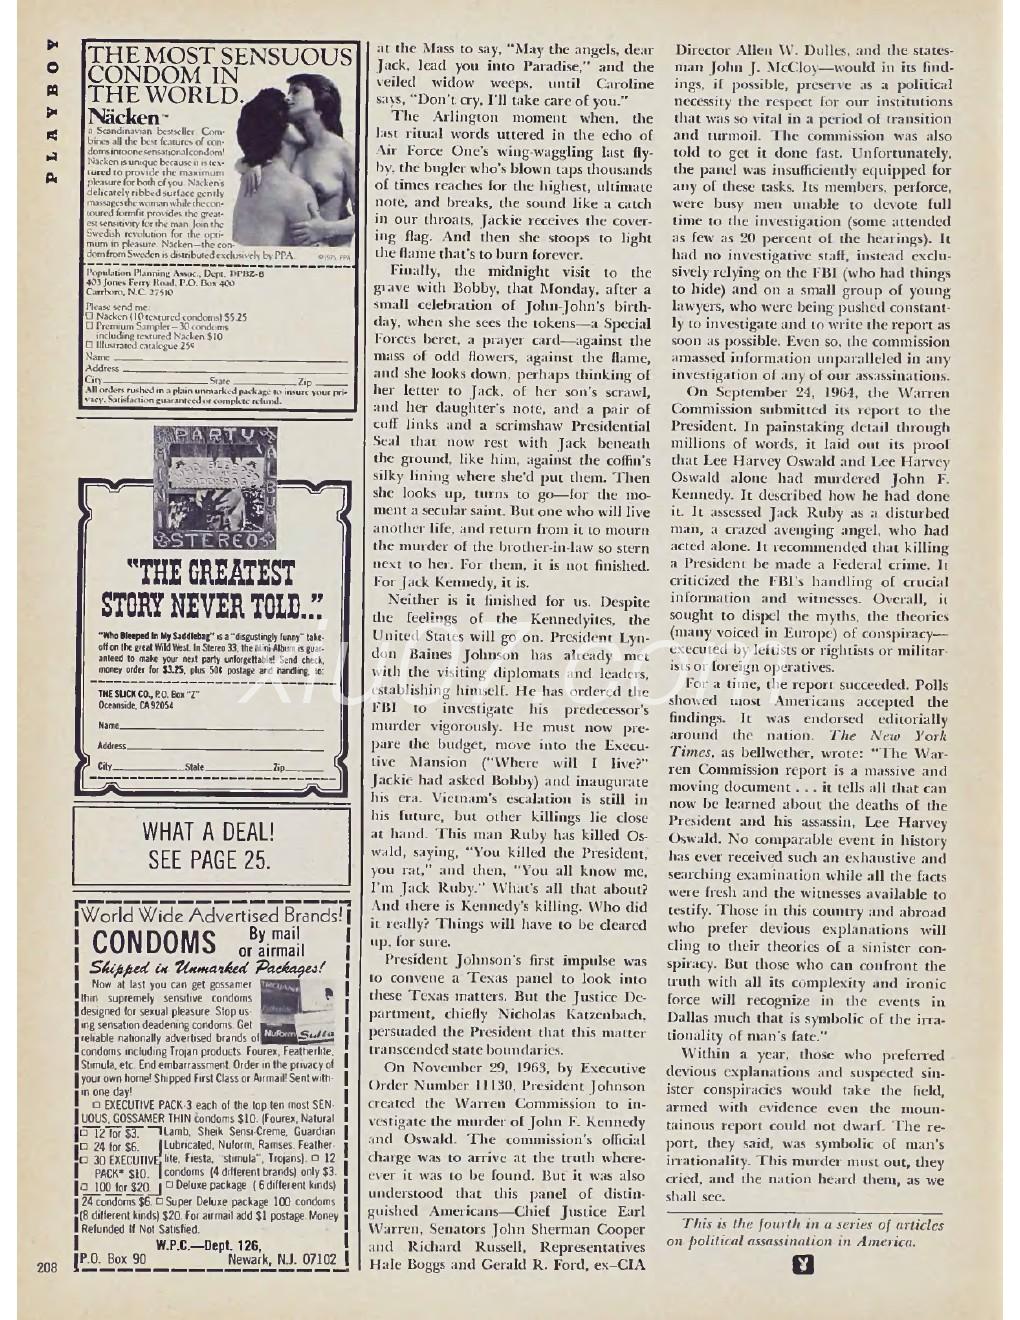 PLAYBOY
THE MOST SENSUOUS
CONDOM IN
THE WORLD.
Näcken™
a Scandinavian bestseller. Com-
bines all the best features of con-
doms into one sensational condom!
Näcken is unique because it is tex-
tured to provide the maximum
pleasure for both of you. Näcken's
delicately ribbed surface gently
massages the woman while the con-
toured formfit provides the great-
est sensitivity for the man. Join the
Swedish revolution for the opti-
mum in pleasure. Näcken—the con-
dom from Sweden is distributed exclusively by PPA.
©1975, PPA
Population Planning Assoc., Dept. DPBZ-8
403 Jones Ferry Road, P.O. Box 400
Carrboro, N.C. 27510
Please send me:
□ Näcken (10 textured condoms) $5.25
□ Premium Sampler—30 condoms
including textured Näcken $10
□ Illustrated catalogue 25¢
Name
Address
City State Zip
All orders rushed in a plain unmarked package to insure your pri-
vacy. Satisfaction guaranteed or complete refund.
PARTY
STEREO
"THE GREATEST
STORY NEVER TOLD..."
"Who Bleeped In My Saddlebag" is a "disgustingly funny" take-
off on the great Wild West. In Stereo 33, the Mini-Album is guar-
anteed to make your next party unforgettable! Send check,
money order for $3.25, plus 50¢ postage and handling, to:
THE SLICK CO., P.O. Box "Z"
Oceanside, CA 92054
Name
Address
City State Zip
WHAT A DEAL!
SEE PAGE 25.
World Wide Advertised Brands!
CONDOMS By mail
or airmail
Shipped in Unmarked Packages!
Now at last you can get gossamer
thin supremely sensitive condoms
designed for sexual pleasure. Stop us-
ing sensation deadening condoms. Get
reliable nationally advertised brands of
condoms including Trojan products. Fourex, Featherlite,
Stimula, etc. End embarrassment. Order in the privacy of
your own home! Shipped First Class or Airmail! Sent with-
in one day!
□ EXECUTIVE PACK-3 each of the top ten most SEN-
UOUS, GOSSAMER THIN condoms $10. (Fourex, Natural
Lamb, Sheik Sensi-Creme, Guardian
Lubricated, Nuform, Ramses, Feather-
lite, Fiesta, "stimula", Trojans). □ 12
condoms (4 different brands) only $3.
□ Deluxe package (6 different kinds)
□ 12 for $3.
□ 24 for $6.
□ 30 EXECUTIVE
PACK* $10.
□ 100 for $20
24 condoms $6. □ Super Deluxe package 100 condoms
(8 different kinds) $20. For airmail add $1 postage. Money
Refunded If Not Satisfied.
W.P.C.—Dept. 126,
P.O. Box 90 Newark, N.J. 07102
208
at the Mass to say, "May the angels, dear
Jack, lead you into Paradise," and the
veiled widow weeps, until Caroline
says, "Don't cry, I'll take care of you."
The Arlington moment when, the
last ritual words uttered in the echo of
Air Force One's wing-waggling last fly-
by, the bugler who's blown taps thousands
of times reaches for the highest, ultimate
note, and breaks, the sound like a catch
in our throats, Jackie receives the cover-
ing flag. And then she stoops to light
the flame that's to burn forever.
Finally, the midnight visit to the
grave with Bobby, that Monday, after a
small celebration of John-John's birth-
day, when she sees the tokens—a Special
Forces beret, a prayer card—against the
mass of odd flowers, against the flame,
and she looks down, perhaps thinking of
her letter to Jack, of her son's scrawl,
and her daughter's note, and a pair of
cuff links and a scrimshaw Presidential
Seal that now rest with Jack beneath
the ground, like him, against the coffin's
silky lining where she'd put them. Then
she looks up, turns to go—for the mo-
ment a secular saint. But one who will live
another life, and return from it to mourn
the murder of the brother-in-law so stern
next to her. For them, it is not finished.
For Jack Kennedy, it is.
Neither is it finished for us. Despite
the feelings of the Kennedyites, the
United States will go on. President Lyn-
don Baines Johnson has already met
with the visiting diplomats and leaders,
establishing himself. He has ordered the
FBI to investigate his predecessor's
murder vigorously. He must now pre-
pare the budget, move into the Execu-
tive Mansion ("Where will I live?"
Jackie had asked Bobby) and inaugurate
his era. Vietnam's escalation is still in
his future, but other killings lie close
at hand. This man Ruby has killed Os-
wald, saying, "You killed the President,
you rat," and then, "You all know me,
I'm Jack Ruby." What's all that about?
And there is Kennedy's killing. Who did
it really? Things will have to be cleared
up, for sure.
President Johnson's first impulse was
to convene a Texas panel to look into
these Texas matters. But the Justice De-
partment, chiefly Nicholas Katzenbach,
persuaded the President that this matter
transcended state boundaries.
On November 29, 1963, by Executive
Order Number 11130, President Johnson
created the Warren Commission to in-
vestigate the murder of John F. Kennedy
and Oswald. The commission's official
charge was to arrive at the truth where-
ever it was to be found. But it was also
understood that this panel of distin-
guished Americans—Chief Justice Earl
Warren, Senators John Sherman Cooper
and Richard Russell, Representatives
Hale Boggs and Gerald R. Ford, ex–CIA
Director Allen W. Dulles, and the states-
man John J. McCloy—would in its find-
ings, if possible, preserve as a political
necessity the respect for our institutions
that was so vital in a period of transition
and turmoil. The commission was also
told to get it done fast. Unfortunately,
the panel was insufficiently equipped for
any of these tasks. Its members, perforce,
were busy men unable to devote full
time to the investigation (some attended
as few as 20 percent of the hearings). It
had no investigative staff, instead exclu-
sively relying on the FBI (who had things
to hide) and on a small group of young
lawyers, who were being pushed constant-
ly to investigate and to write the report as
soon as possible. Even so, the commission
amassed information unparalleled in any
investigation of any of our assassinations.
On September 24, 1964, the Warren
Commission submitted its report to the
President. In painstaking detail through
millions of words, it laid out its proof
that Lee Harvey Oswald and Lee Harvey
Oswald alone had murdered John F.
Kennedy. It described how he had done
it. It assessed Jack Ruby as a disturbed
man, a crazed avenging angel, who had
acted alone. It recommended that killing
a President be made a Federal crime. It
criticized the FBI's handling of crucial
information and witnesses. Overall, it
sought to dispel the myths, the theories
(many voiced in Europe) of conspiracy—
executed by leftists or rightists or militar-
ists or foreign operatives.
For a time, the report succeeded. Polls
showed most Americans accepted the
findings. It was endorsed editorially
around the nation. The New York
Times, as bellwether, wrote: "The War-
ren Commission report is a massive and
moving document . . . it tells all that can
now be learned about the deaths of the
President and his assassin, Lee Harvey
Oswald. No comparable event in history
has ever received such an exhaustive and
searching examination while all the facts
were fresh and the witnesses available to
testify. Those in this country and abroad
who prefer devious explanations will
cling to their theories of a sinister con-
spiracy. But those who can confront the
truth with all its complexity and ironic
force will recognize in the events in
Dallas much that is symbolic of the irra-
tionality of man's fate."
Within a year, those who preferred
devious explanations and suspected sin-
ister conspiracies would take the field,
armed with evidence even the moun-
tainous report could not dwarf. The re-
port, they said, was symbolic of man's
irrationality. This murder must out, they
cried, and the nation heard them, as we
shall see.
This is the fourth in a series of articles
on political assassination in America.